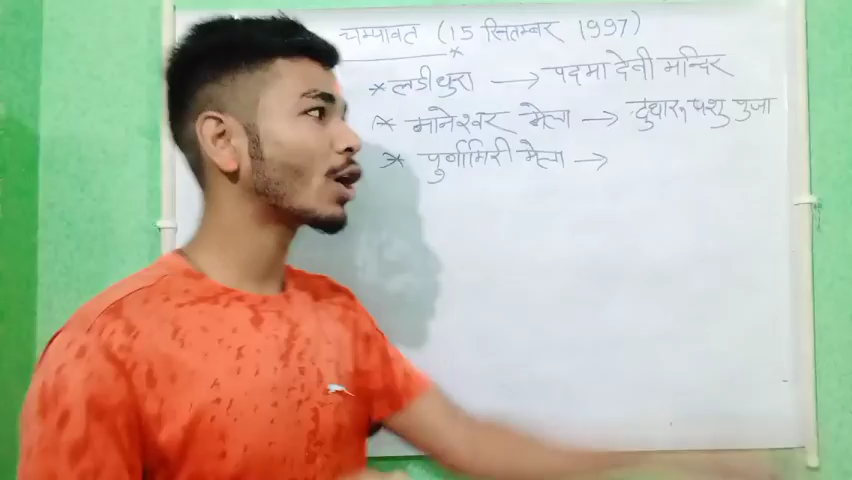 चम्पावत (15 सितम्बर 1997)
* लडीधुरा → पदमा देवी मन्दिर
* मानेश्वर मेला → दुधारू पशु पुजा
* पुर्णागिरी मेला →